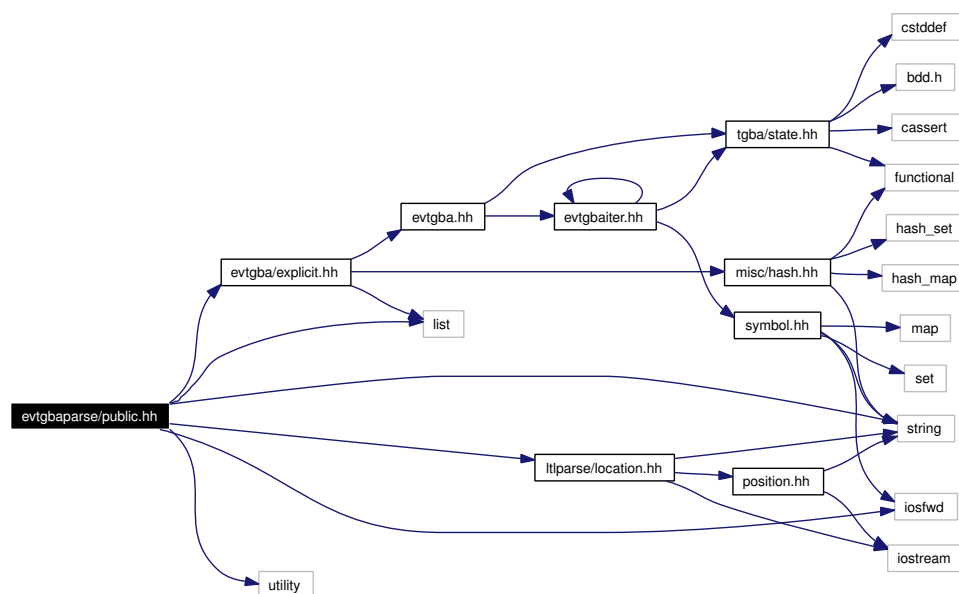 cstddef
bdd.h
cassert
tgba/state.hh
functional
evtgba.hh
evtgbaiter.hh
hash_set
evtgba/explicit.hh
misc/hash.hh
hash_map
list
symbol.hh
map
set
evtgbaparse/public.hh
string
ltlparse/location.hh
position.hh
iosfwd
iostream
utility